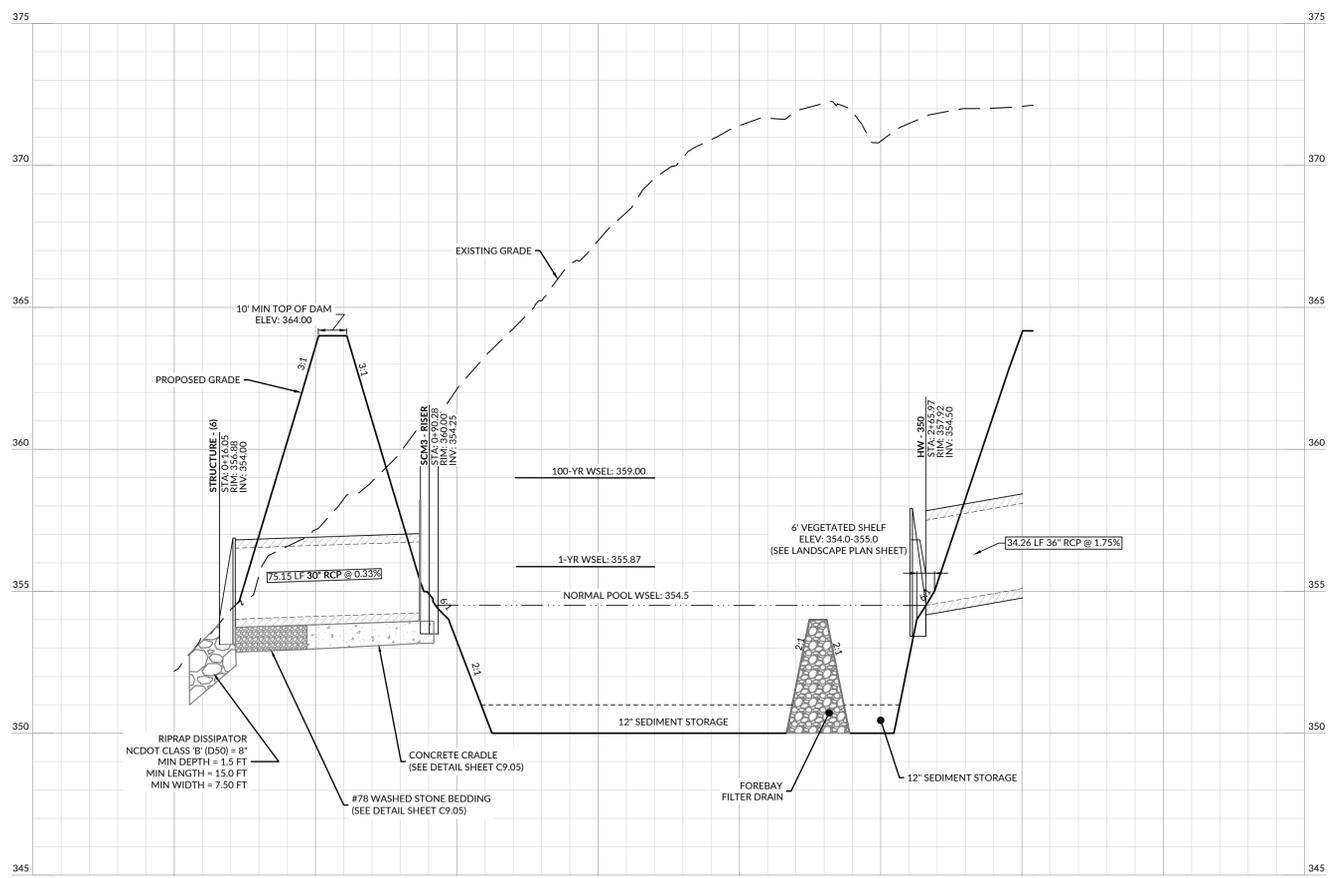 375
375
370
370
EXISTING GRADE
365
365
10' MIN TOP OF DAM
ELEV: 364.00
3:1
3:1
PROPOSED GRADE
360
360
STRUCTURE - (6)
STA: 0+16.05
RIM: 356.88
INV: 354.00
SCM3 - RISER
STA: 0+90.28
RIM: 360.00
INV: 354.25
HW - 350
STA: 2+65.97
RIM: 357.92
INV: 354.50
100-YR WSEL: 359.00
6' VEGETATED SHELF
ELEV: 354.0-355.0
(SEE LANDSCAPE PLAN SHEET)
34.26 LF 36" RCP @ 1.75%
1-YR WSEL: 355.87
75.15 LF 30" RCP @ 0.33%
355
355
NORMAL POOL WSEL: 354.5
2:1
2:1
2:1
12" SEDIMENT STORAGE
350
350
RIPRAP DISSIPATOR
NCDOT CLASS 'B' (D50) = 8"
MIN DEPTH = 1.5 FT
MIN LENGTH = 15.0 FT
MIN WIDTH = 7.50 FT
CONCRETE CRADLE
(SEE DETAIL SHEET C9.05)
#78 WASHED STONE BEDDING
(SEE DETAIL SHEET C9.05)
FOREBAY
FILTER DRAIN
12" SEDIMENT STORAGE
345
345